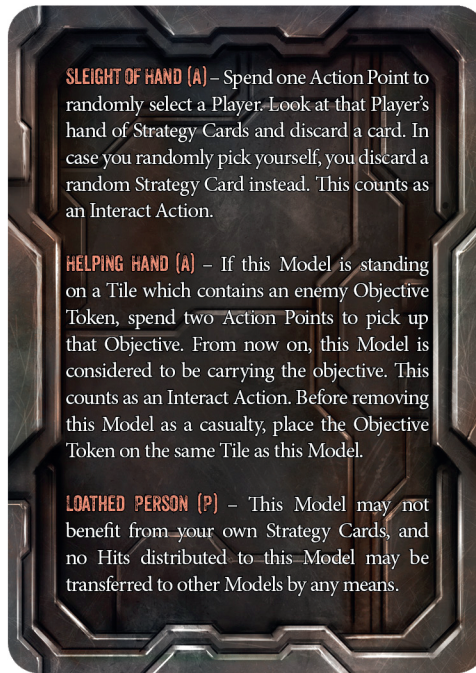 SLEIGHT OF HAND (A) – Spend one Action Point to
randomly select a Player. Look at that Player's
hand of Strategy Cards and discard a card. In
case you randomly pick yourself, you discard a
random Strategy Card instead. This counts as
an Interact Action.
HELPING HAND (A) – If this Model is standing
on a Tile which contains an enemy Objective
Token, spend two Action Points to pick up
that Objective. From now on, this Model is
considered to be carrying the objective. This
counts as an Interact Action. Before removing
this Model as a casualty, place the Objective
Token on the same Tile as this Model.
LOATHED PERSON (P) – This Model may not
benefit from your own Strategy Cards, and
no Hits distributed to this Model may be
transferred to other Models by any means.